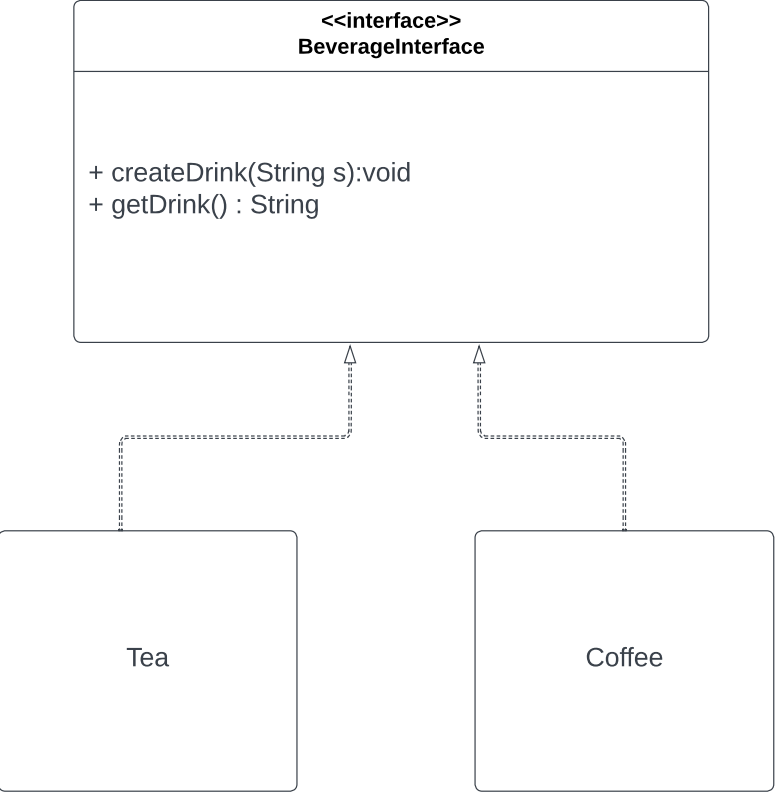 <<interface>>
BeverageInterface
+ createDrink(String s):void
+ getDrink() : String
Tea
Coffee